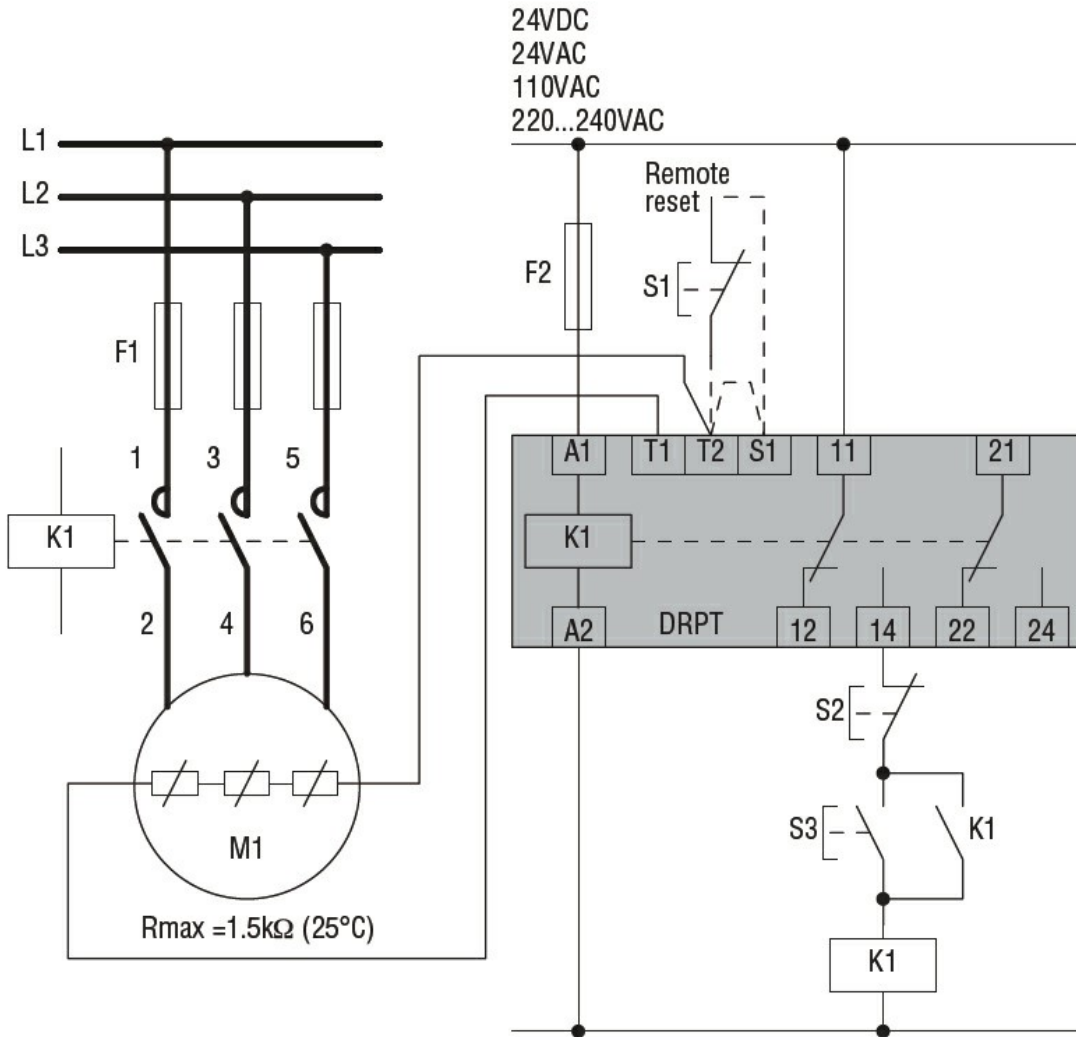 24VDC
24VAC
110VAC
220...240VAC
L1
L2
L3
Remote
reset
F2
S1
F1
1 3 5
A1 T1 T2 S1 11 21
K1
K1
2 4 6
A2 DRPT 12 14 22 24
S2
S3 K1
M1
Rmax =1.5kΩ (25°C)
K1